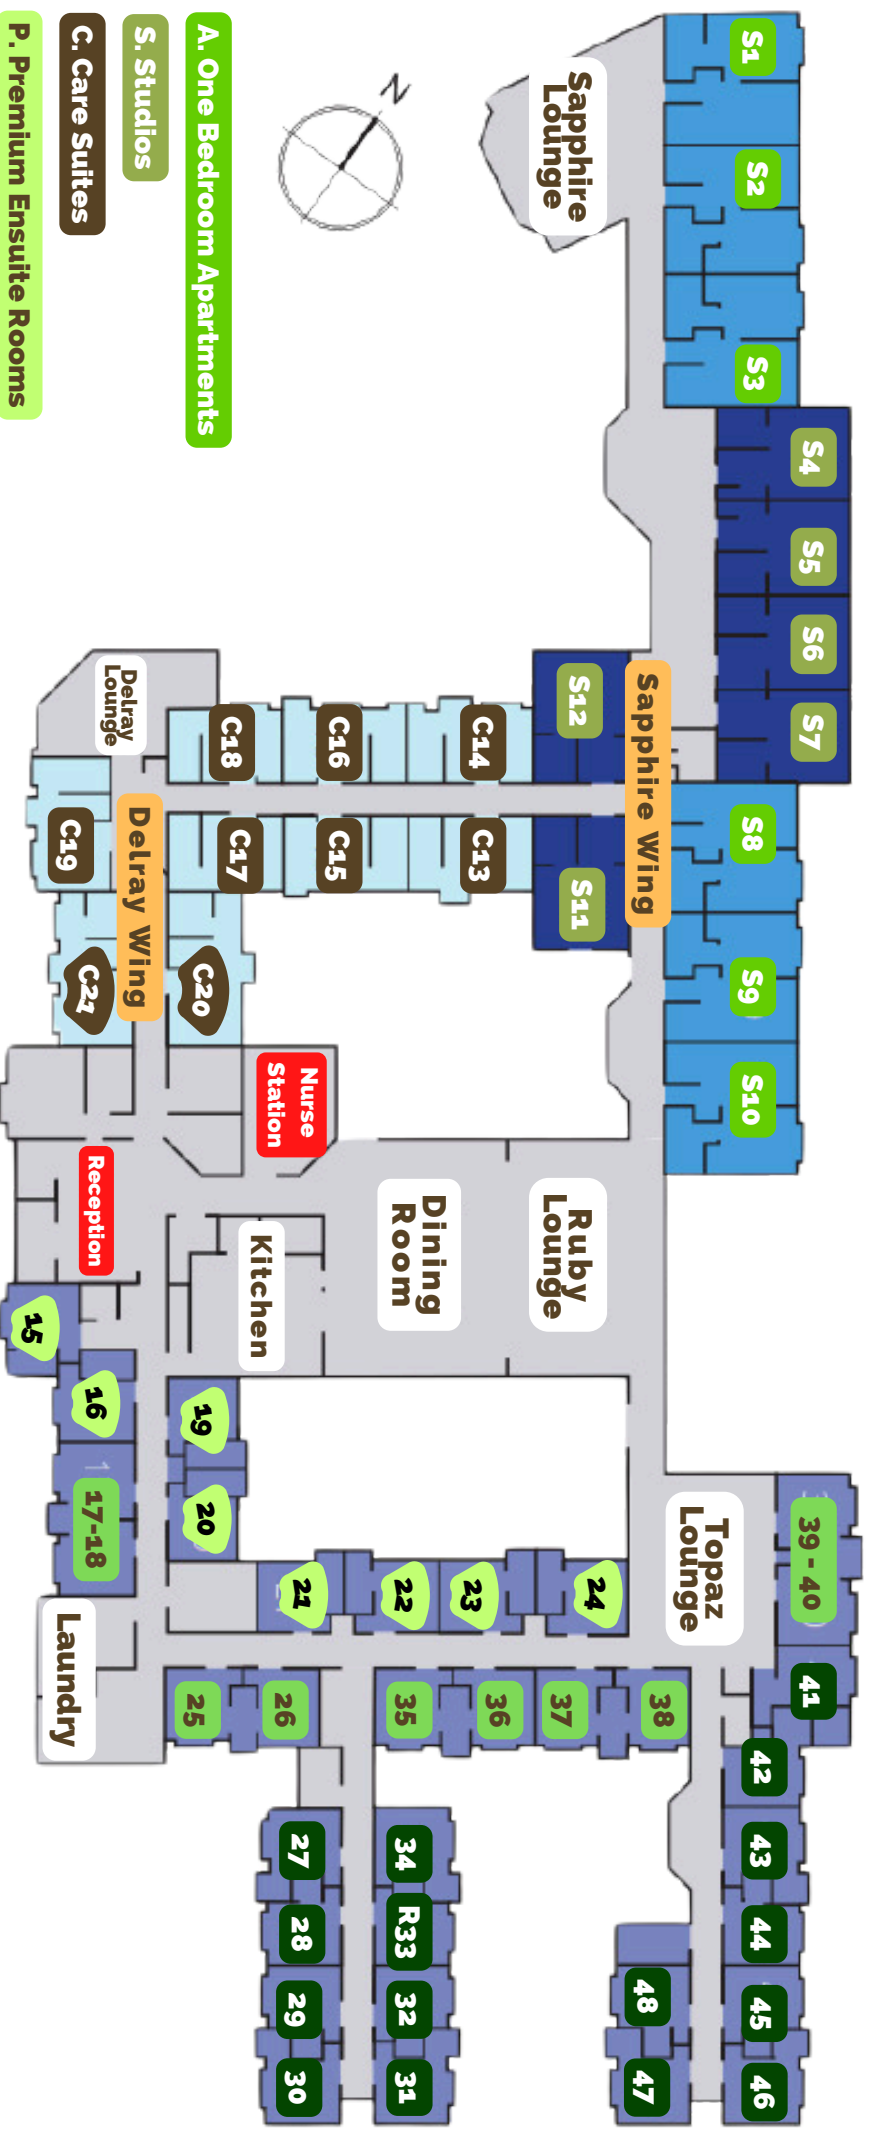 S1
S2
S3
S4
S5
S6
S7
S8
S9
S10
Sapphire
Lounge
N
A. One Bedroom Apartments
S. Studios
C. Care Suites
P. Premium Ensuite Rooms
Sapphire Wing
S12
S11
C14
C16
C18
C13
C15
C17
Delray
Lounge
C19
Delray Wing
C20
C21
Nurse
Station
Reception
Ruby
Lounge
Dining
Room
Kitchen
15
16
17-18
19
20
21
22
23
24
Laundry
25
26
35
36
37
38
Topaz
Lounge
39 - 40
41
42
43
44
45
46
48
47
34
R33
32
31
27
28
29
30